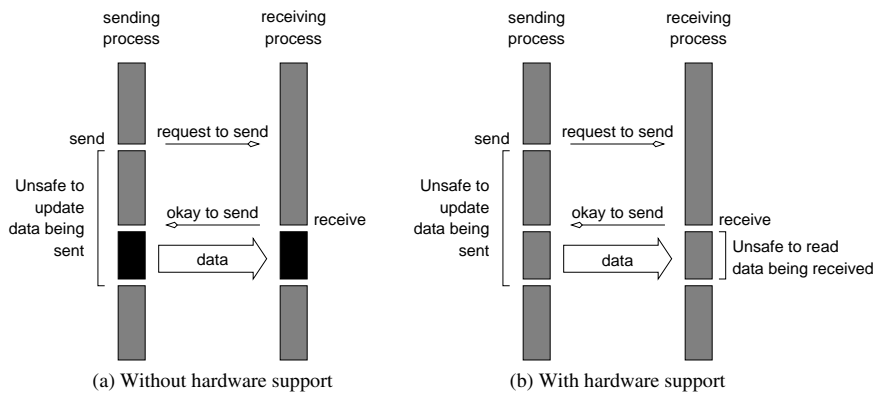 sending
process
receiving
process
send
request to send
Unsafe to
update
data being
sent
okay to send
receive
data
(a) Without hardware support
sending
process
receiving
process
send
request to send
Unsafe to
update
data being
sent
okay to send
receive
data
Unsafe to read
data being received
(b) With hardware support